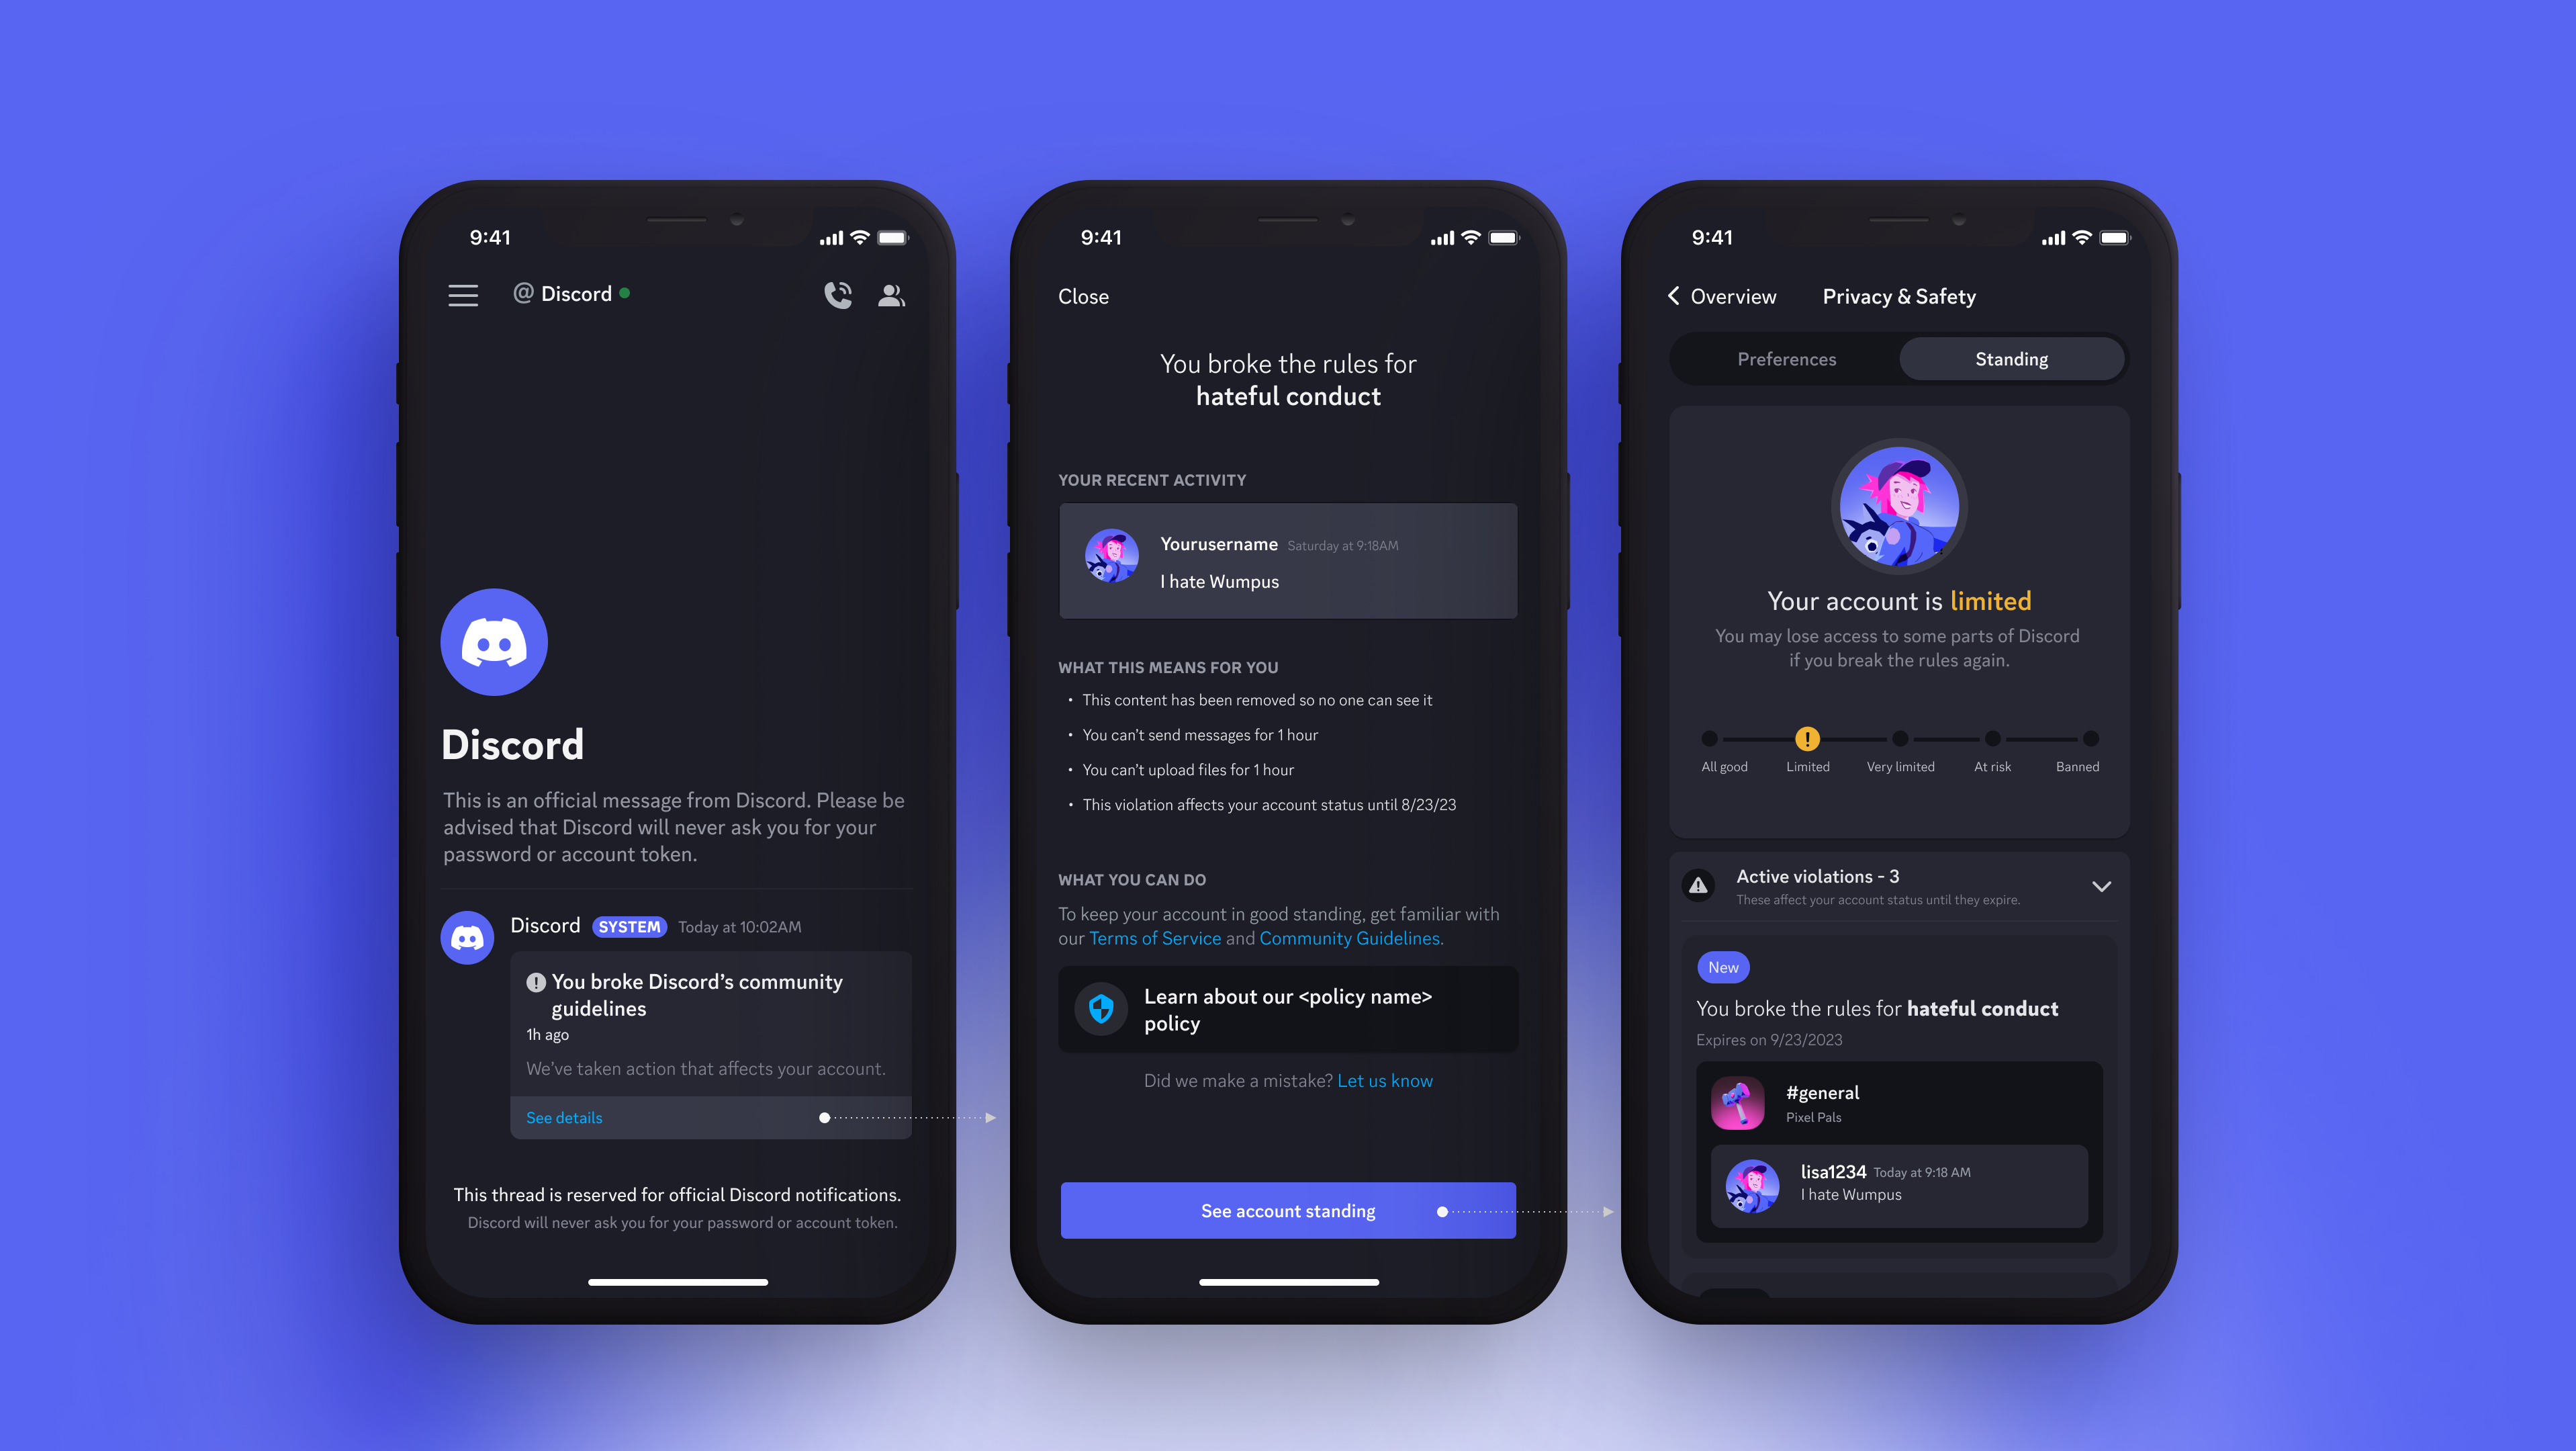 9:41
@ Discord
Discord
This is an official message from Discord. Please be
advised that Discord will never ask you for your
password or account token.
Discord SYSTEM Today at 10:02AM
You broke Discord’s community
guidelines
1h ago
We’ve taken action that affects your account.
See details
This thread is reserved for official Discord notifications.
Discord will never ask you for your password or account token.
9:41
Close
You broke the rules for
hateful conduct
YOUR RECENT ACTIVITY
Yourusername Saturday at 9:18AM
I hate Wumpus
WHAT THIS MEANS FOR YOU
• This content has been removed so no one can see it
• You can’t send messages for 1 hour
• You can’t upload files for 1 hour
• This violation affects your account status until 8/23/23
WHAT YOU CAN DO
To keep your account in good standing, get familiar with
our Terms of Service and Community Guidelines.
Learn about our <policy name>
policy
Did we make a mistake? Let us know
See account standing
9:41
Overview Privacy & Safety
Preferences Standing
Your account is limited
You may lose access to some parts of Discord
if you break the rules again.
All good Limited Very limited At risk Banned
Active violations - 3
These affect your account status until they expire.
New
You broke the rules for hateful conduct
Expires on 9/23/2023
#general
Pixel Pals
lisa1234 Today at 9:18 AM
I hate Wumpus